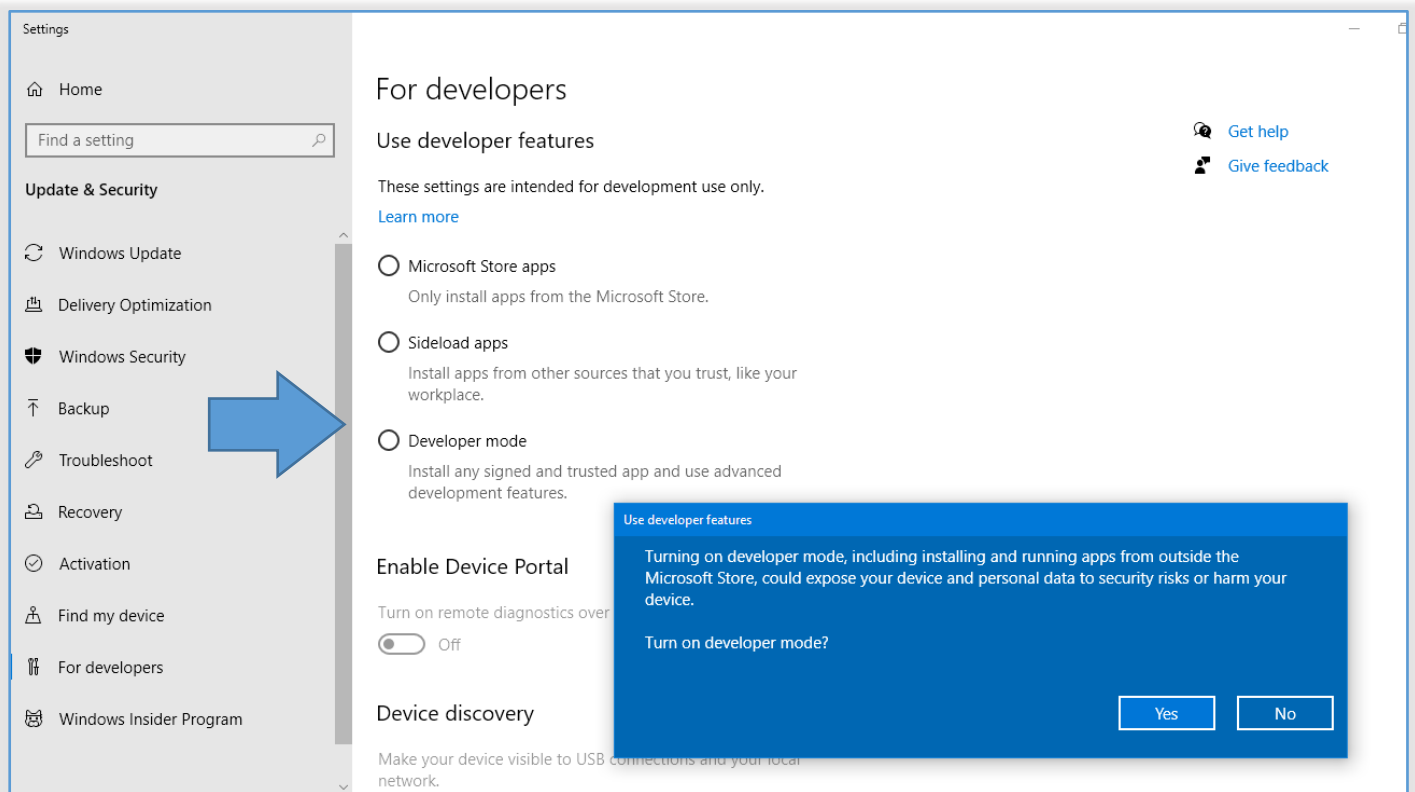 Settings
Home
Find a setting
Update & Security
Windows Update
Delivery Optimization
Windows Security
Backup
Troubleshoot
Recovery
Activation
Find my device
For developers
Windows Insider Program
For developers
Use developer features
These settings are intended for development use only.
Learn more
Microsoft Store apps
Only install apps from the Microsoft Store.
Sideload apps
Install apps from other sources that you trust, like your
workplace.
Developer mode
Install any signed and trusted app and use advanced
development features.
Enable Device Portal
Turn on remote diagnostics over
Off
Device discovery
Make your device visible to USB connections and your local
network.
Get help
Give feedback
Use developer features
Turning on developer mode, including installing and running apps from outside the
Microsoft Store, could expose your device and personal data to security risks or harm your
device.
Turn on developer mode?
Yes
No